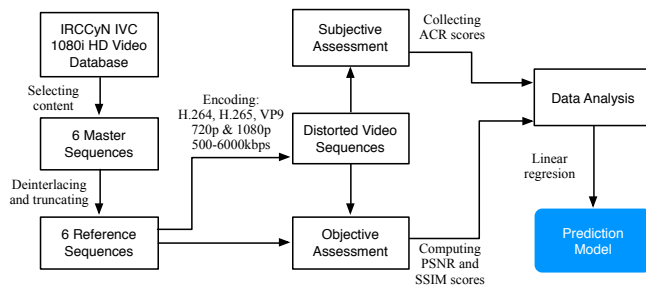 IRCCyN IVC
1080i HD Video
Database
Selecting
content
6 Master
Sequences
Deinterlacing
and truncating
6 Reference
Sequences
Encoding:
H.264, H.265, VP9
720p & 1080p
500-6000kbps
Subjective
Assessment
Distorted Video
Sequences
Objective
Assessment
Collecting
ACR scores
Computing
PSNR and
SSIM scores
Data Analysis
Linear
regresion
Prediction
Model